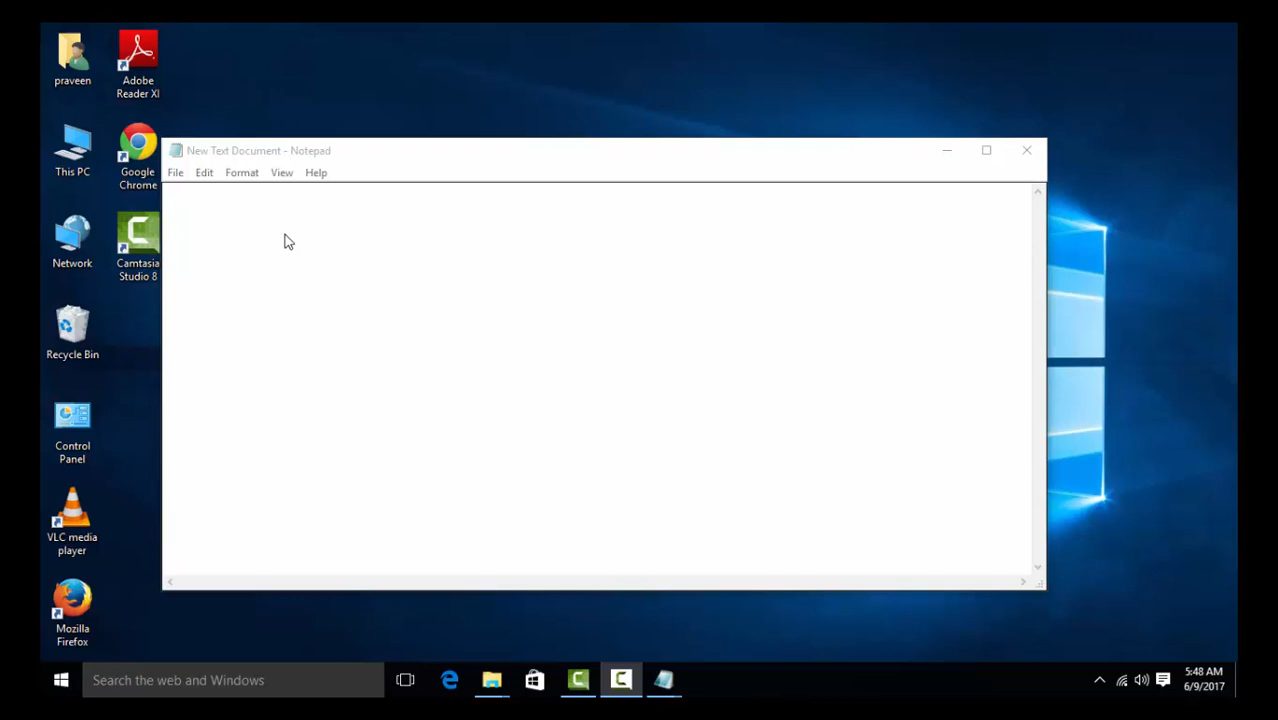 praveen
Adobe
Reader XI
This PC
Google
Chrome
Network
Camtasia
Studio 8
Recycle Bin
Control
Panel
VLC media
player
Mozilla
Firefox
New Text Document - Notepad
File Edit Format View Help
Search the web and Windows
5:48 AM
6/9/2017